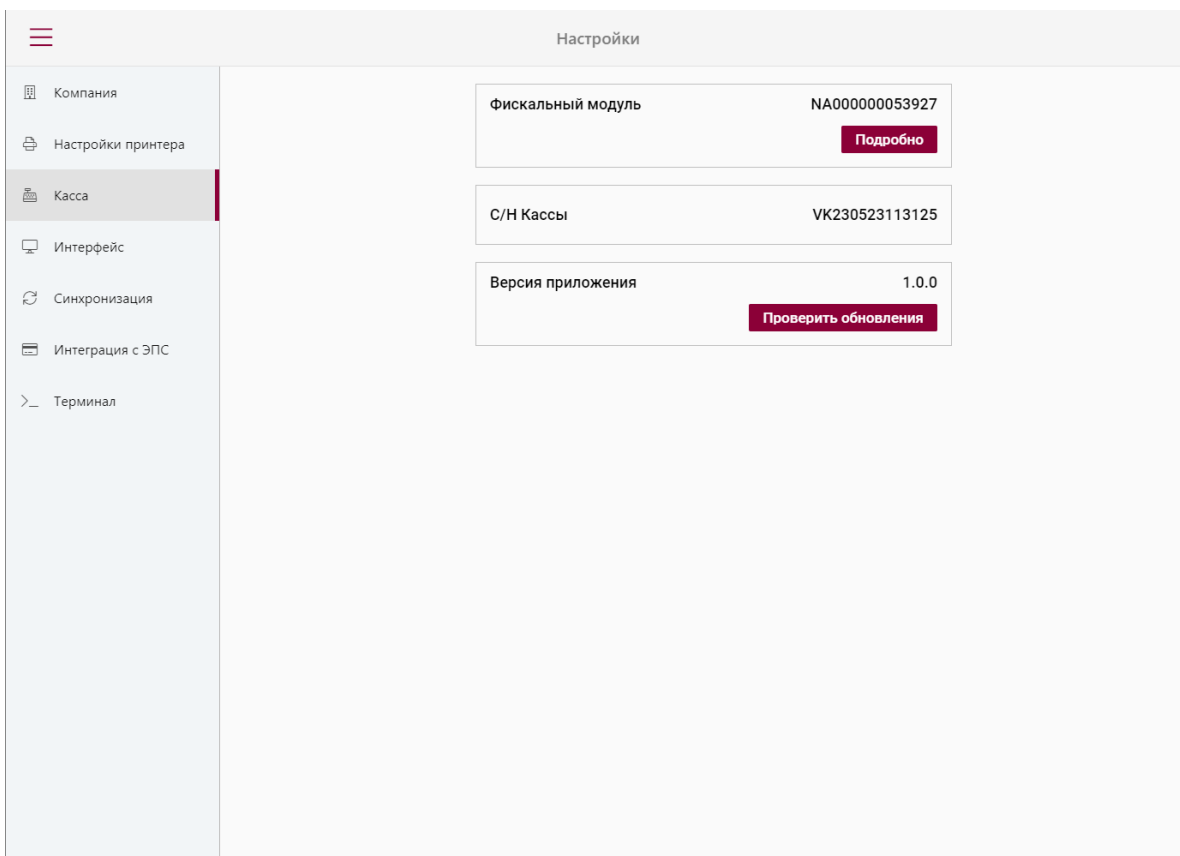 Настройки
Компания
Настройки принтера
Касса
Интерфейс
Синхронизация
Интеграция с ЭПС
Терминал
Фискальный модуль NA000000053927
Подробно
С/Н Кассы VK230523113125
Версия приложения 1.0.0
Проверить обновления